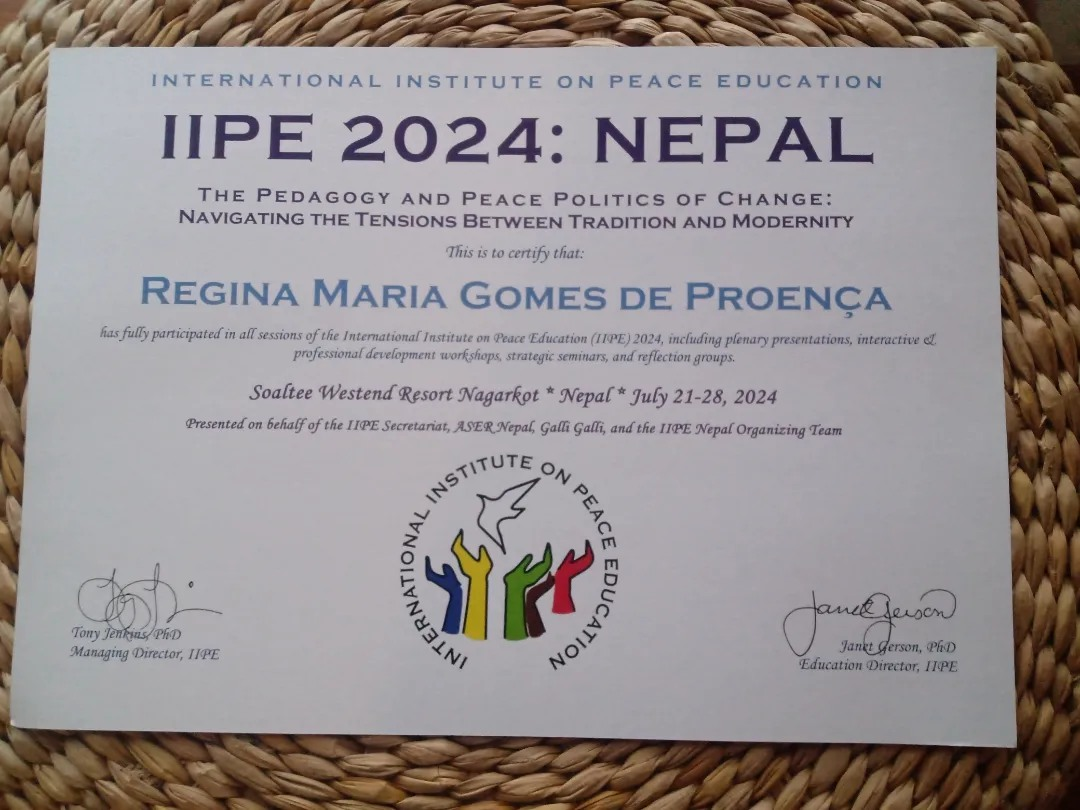 INTERNATIONAL INSTITUTE ON PEACE EDUCATION
IIPE 2024: NEPAL
THE PEDAGOGY AND PEACE POLITICS OF CHANGE:
NAVIGATING THE TENSIONS BETWEEN TRADITION AND MODERNITY
This is to certify that:
REGINA MARIA GOMES DE PROENÇA
has fully participated in all sessions of the International Institute on Peace Education (IIPE) 2024, including plenary presentations, interactive &
professional development workshops, strategic seminars, and reflection groups.
Soaltee Westend Resort Nagarkot * Nepal * July 21-28, 2024
Presented on behalf of the IIPE Secretariat, ASER Nepal, Galli Galli, and the IIPE Nepal Organizing Team
INTERNATIONAL INSTITUTE ON PEACE EDUCATION
Tony Jenkins, PhD
Managing Director, IIPE
Janet Gerson
Janet Gerson, PhD
Education Director, IIPE